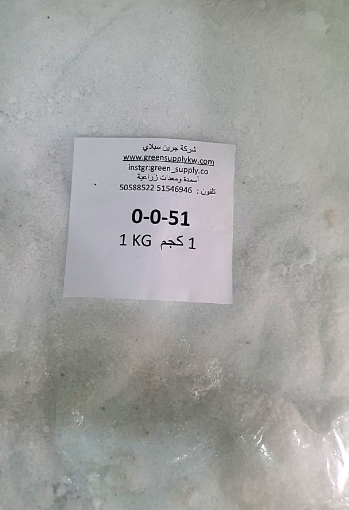 شركة جرين سبلاي
www.greensupplykw.com
instgr:green_supply.co
أسمدة ومعدات زراعية
تلفون : 51546946 50588522
0-0-51
1 كجم 1 KG